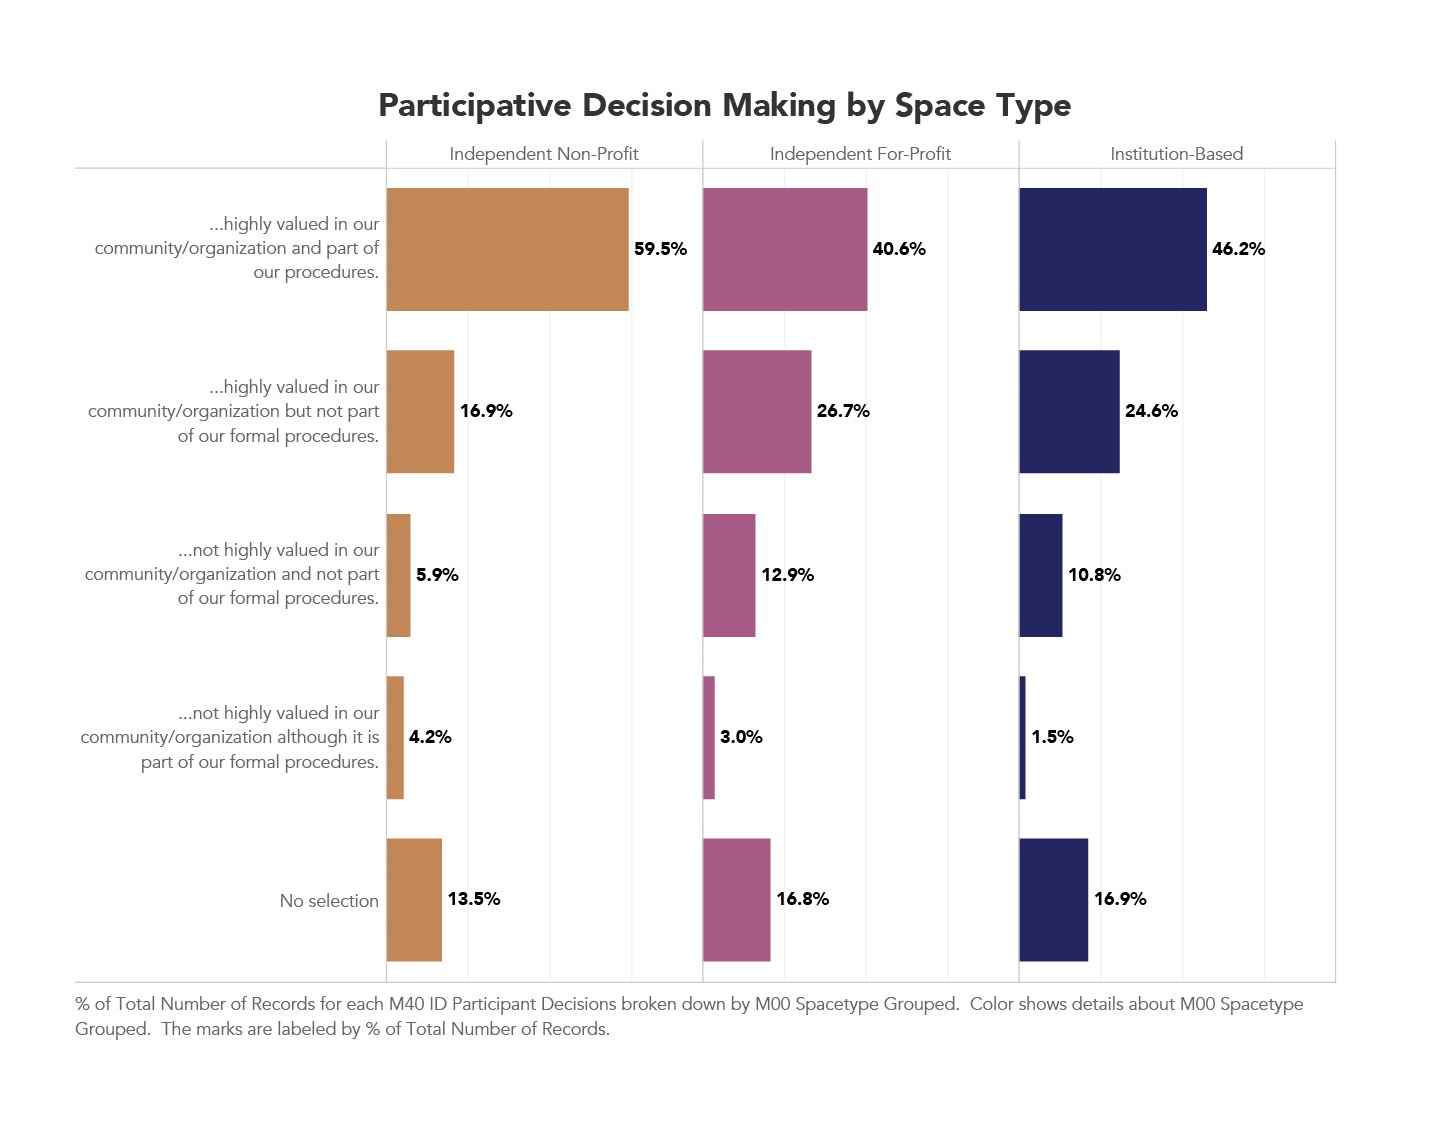 Participative Decision Making by Space Type
Independent Non-Profit
Independent For-Profit
Institution-Based
...highly valued in our
community/organization and part of
our procedures.
59.5%
40.6%
46.2%
...highly valued in our
community/organization but not part
of our formal procedures.
16.9%
26.7%
24.6%
...not highly valued in our
community/organization and not part
of our formal procedures.
5.9%
12.9%
10.8%
...not highly valued in our
community/organization although it is
part of our formal procedures.
4.2%
3.0%
1.5%
No selection
13.5%
16.8%
16.9%
% of Total Number of Records for each M40 ID Participant Decisions broken down by M00 Spacetype Grouped.  Color shows details about M00 Spacetype
Grouped.  The marks are labeled by % of Total Number of Records.